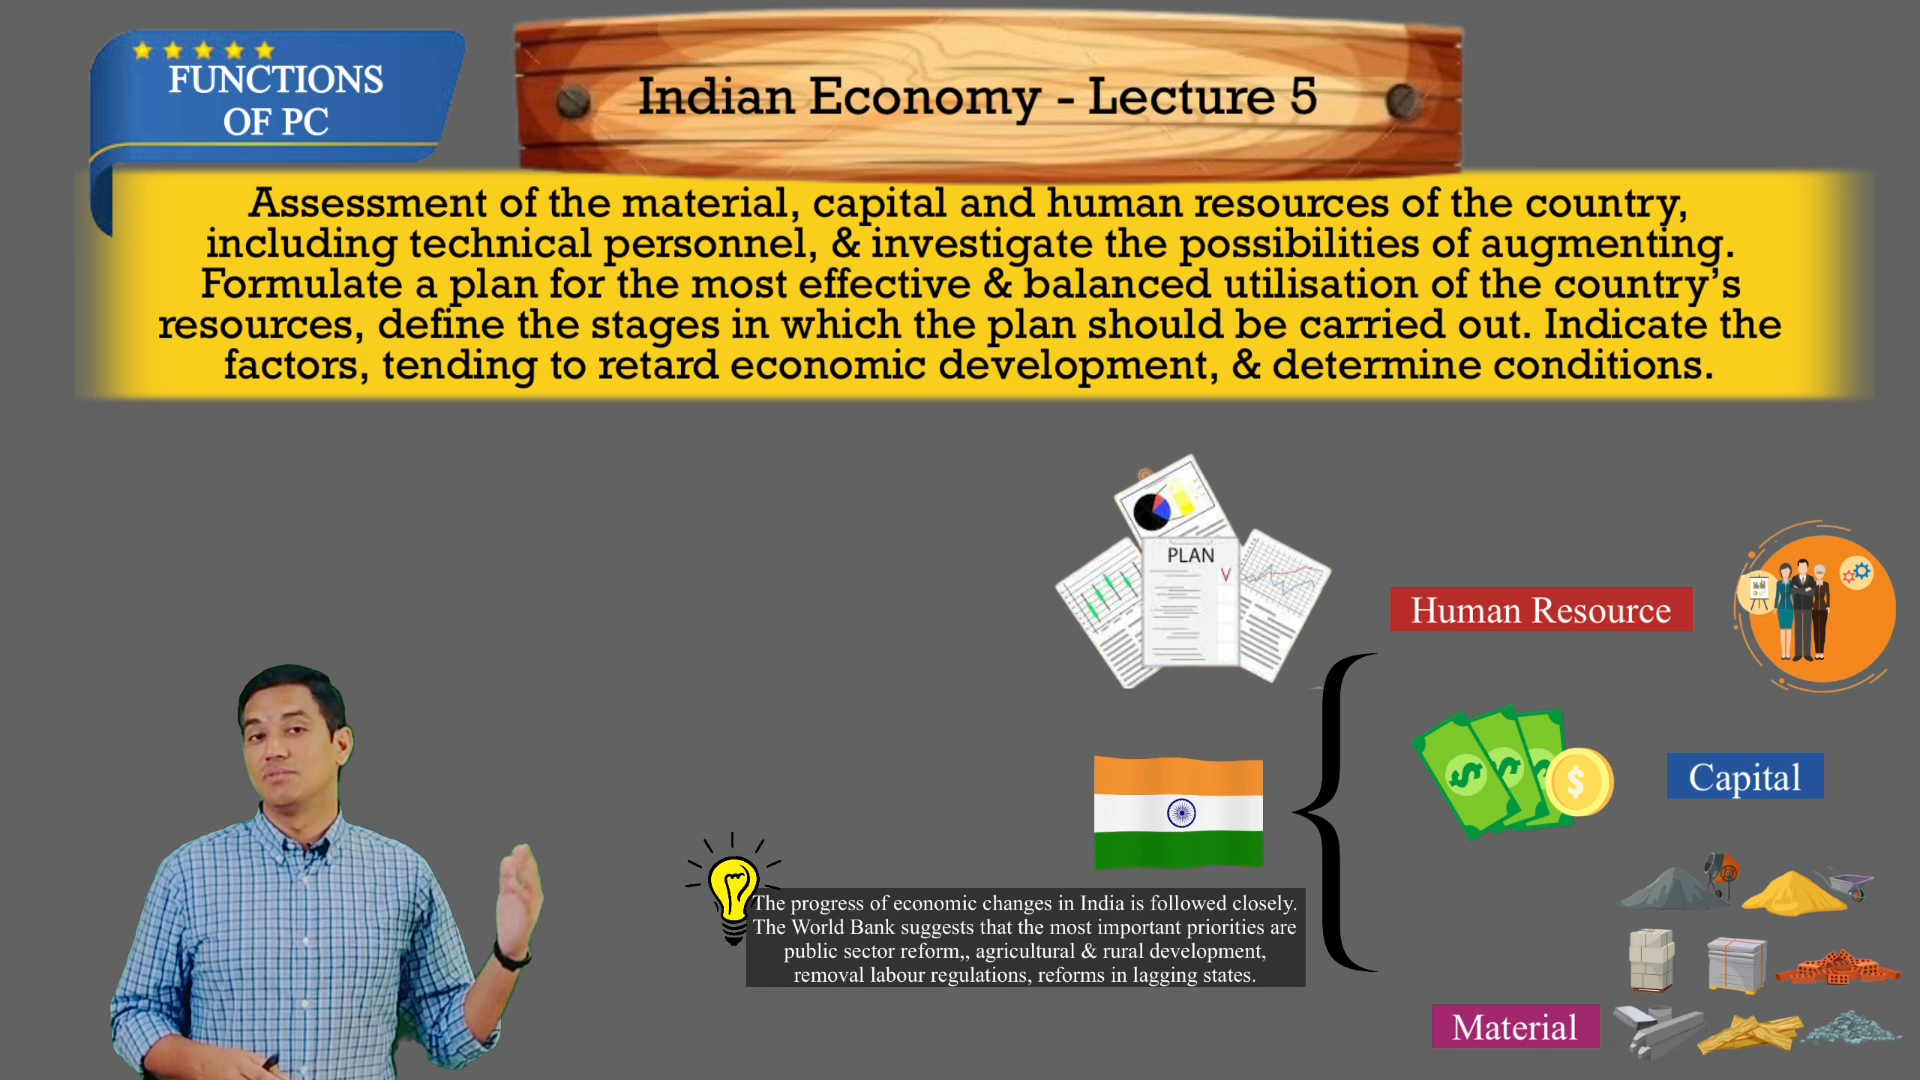 FUNCTIONS
OF PC
Indian Economy - Lecture 5
Assessment of the material, capital and human resources of the country,
including technical personnel, & investigate the possibilities of augmenting.
Formulate a plan for the most effective & balanced utilisation of the country's
resources, define the stages in which the plan should be carried out. Indicate the
factors, tending to retard economic development, & determine conditions.
PLAN
Human Resource
Capital
The progress of economic changes in India is followed closely.
The World Bank suggests that the most important priorities are
public sector reform,, agricultural & rural development,
removal labour regulations, reforms in lagging states.
Material